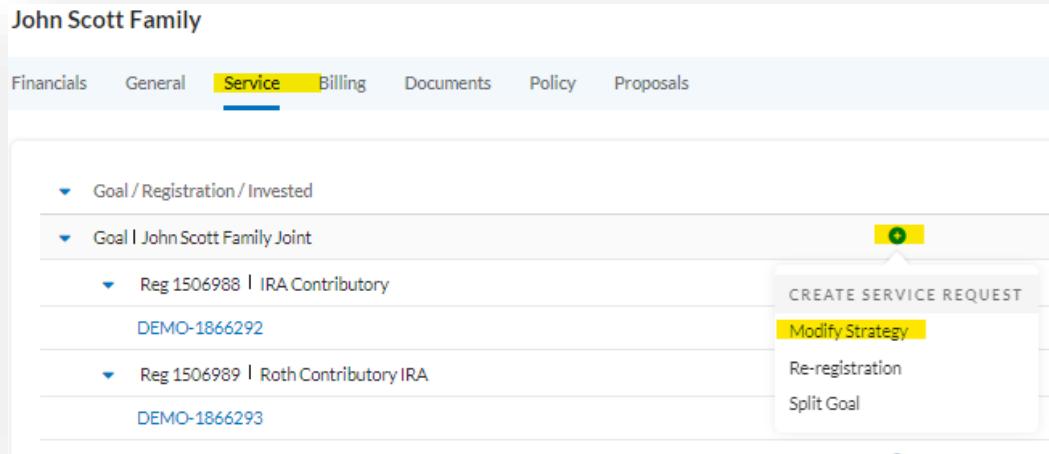 John Scott Family
Financials General Service Billing Documents Policy Proposals
Goal / Registration / Invested
Goal | John Scott Family Joint
Reg 1506988 | IRA Contributory
CREATE SERVICE REQUEST
DEMO-1866292
Modify Strategy
Reg 1506989 | Roth Contributory IRA
Re-registration
DEMO-1866293
Split Goal